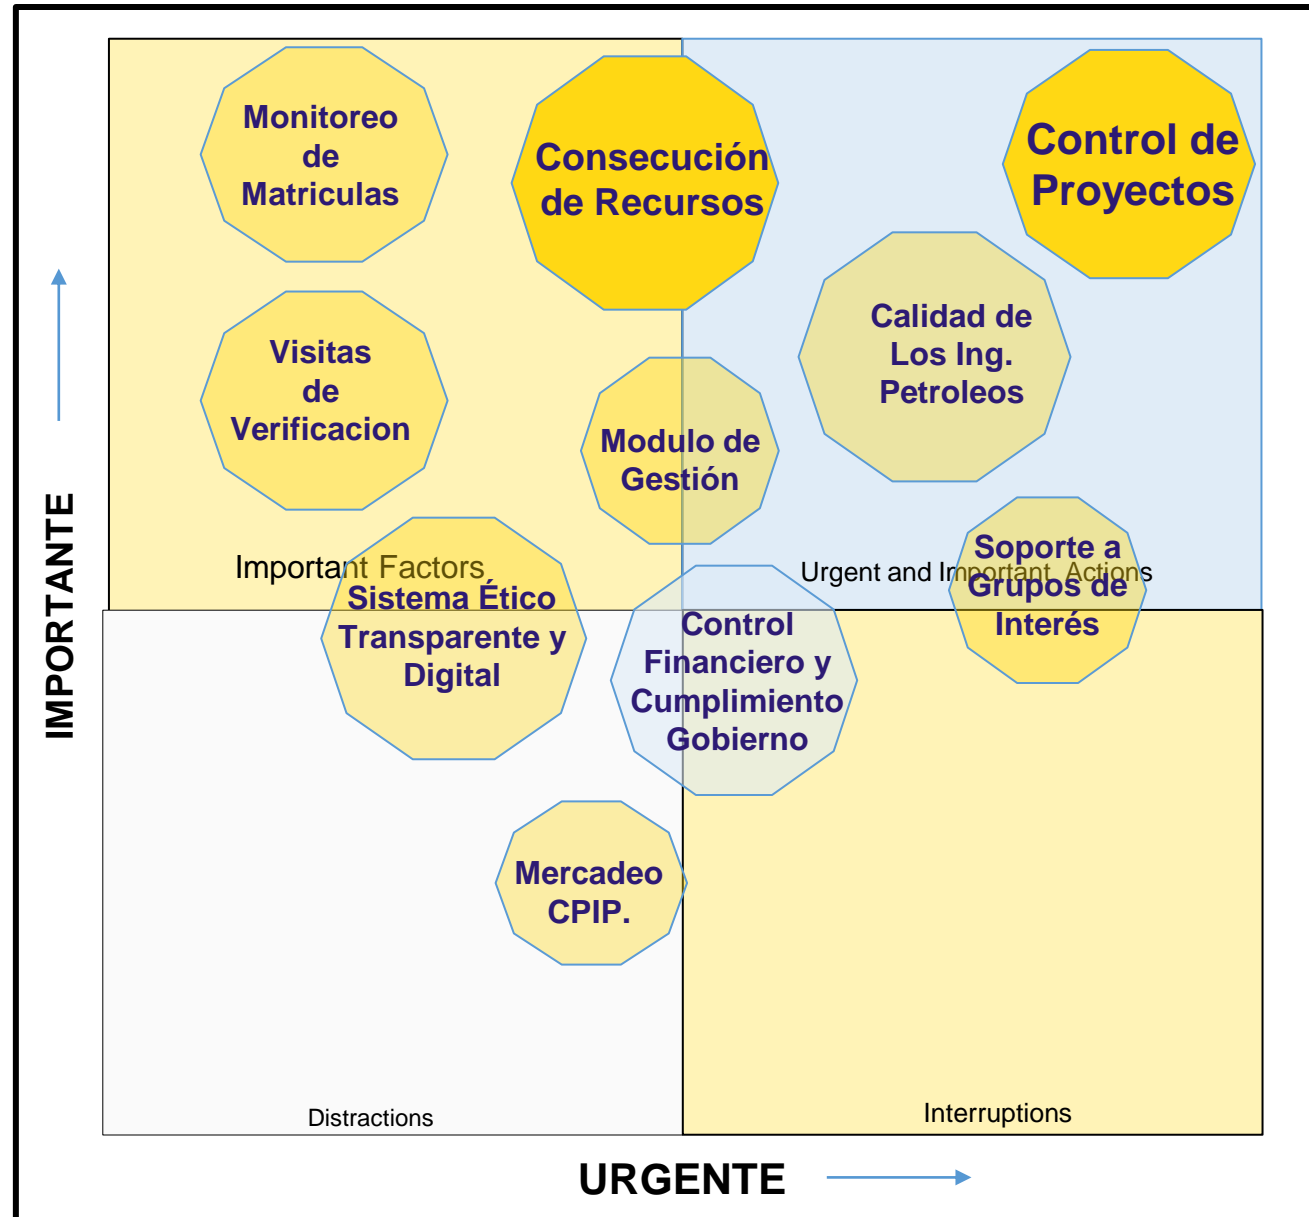 Monitoreo
de
Matriculas
Consecución
de Recursos
Control de
Proyectos
Visitas
de
Verificacion
Calidad de
Los Ing.
Petroleos
Modulo de
Gestión
Important Factors
Urgent and Important Actions
Soporte a
Grupos de
Interés
Sistema Ético
Transparente y
Digital
Control
Financiero y
Cumplimiento
Gobierno
Mercadeo
CPIP.
Distractions
Interruptions
IMPORTANTE
URGENTE